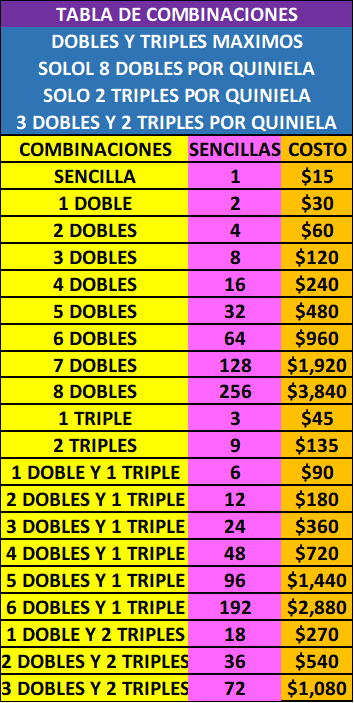 TABLA DE COMBINACIONES
DOBLES Y TRIPLES MAXIMOS
SOLOL 8 DOBLES POR QUINIELA
SOLO 2 TRIPLES POR QUINIELA
3 DOBLES Y 2 TRIPLES POR QUINIELA
COMBINACIONES SENCILLAS COSTO
SENCILLA 1 $15
1 DOBLE 2 $30
2 DOBLES 4 $60
3 DOBLES 8 $120
4 DOBLES 16 $240
5 DOBLES 32 $480
6 DOBLES 64 $960
7 DOBLES 128 $1,920
8 DOBLES 256 $3,840
1 TRIPLE 3 $45
2 TRIPLES 9 $135
1 DOBLE Y 1 TRIPLE 6 $90
2 DOBLES Y 1 TRIPLE 12 $180
3 DOBLES Y 1 TRIPLE 24 $360
4 DOBLES Y 1 TRIPLE 48 $720
5 DOBLES Y 1 TRIPLE 96 $1,440
6 DOBLES Y 1 TRIPLE 192 $2,880
1 DOBLE Y 2 TRIPLES 18 $270
2 DOBLES Y 2 TRIPLES 36 $540
3 DOBLES Y 2 TRIPLES 72 $1,080